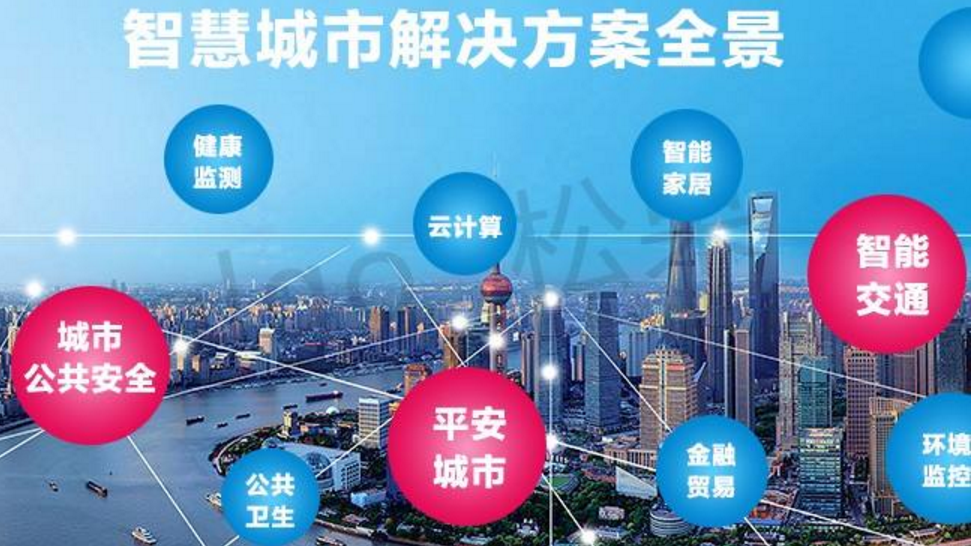 智慧城市解决方案全景
健康
监测
智能
家居
云计算
智能
交通
城市
公共安全
平安
城市
金融
贸易
环境
监控
公共
卫生